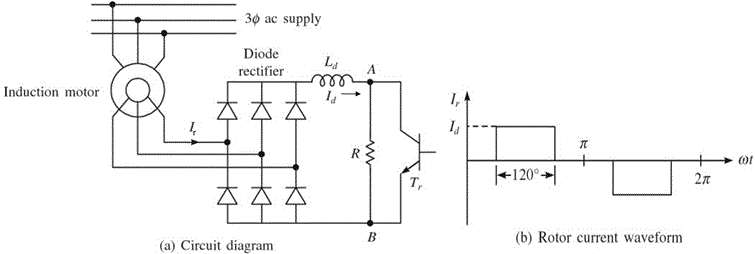 3ϕ ac supply
Induction motor
Diode
rectifier
L_d
I_d
A
I_r
R
T_r
B
(a) Circuit diagram
I_r
I_d
120°
π
2π
ωt
(b) Rotor current waveform